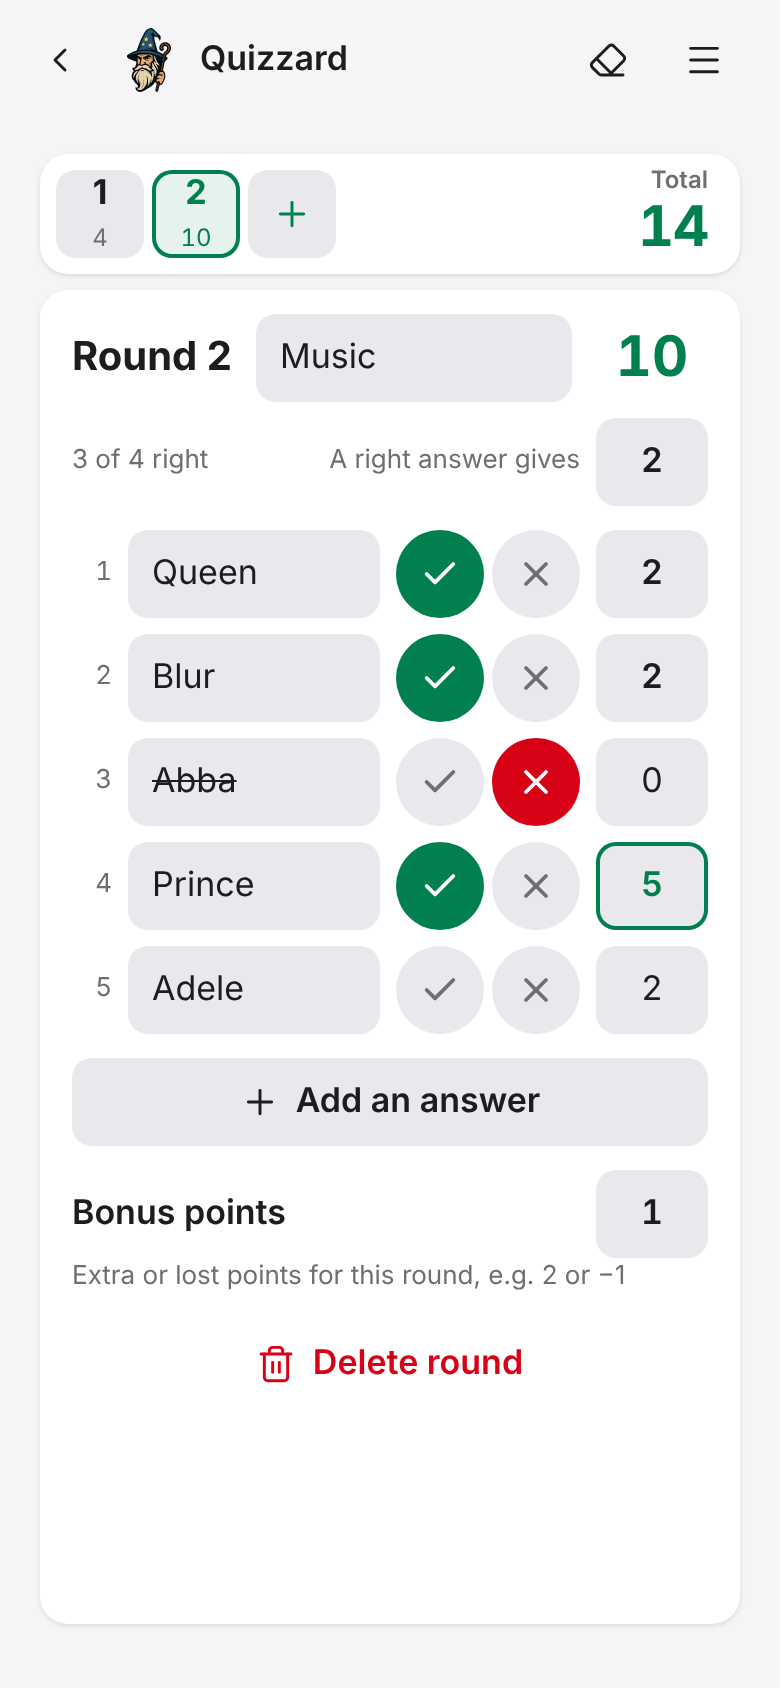 Quizzard
1
4
2
10
+
Total
14
Round 2
Music
10
3 of 4 right
A right answer gives
2
1 Queen 2
2 Blur 2
3 Abba 0
4 Prince 5
5 Adele 2
+ Add an answer
Bonus points
1
Extra or lost points for this round, e.g. 2 or −1
Delete round